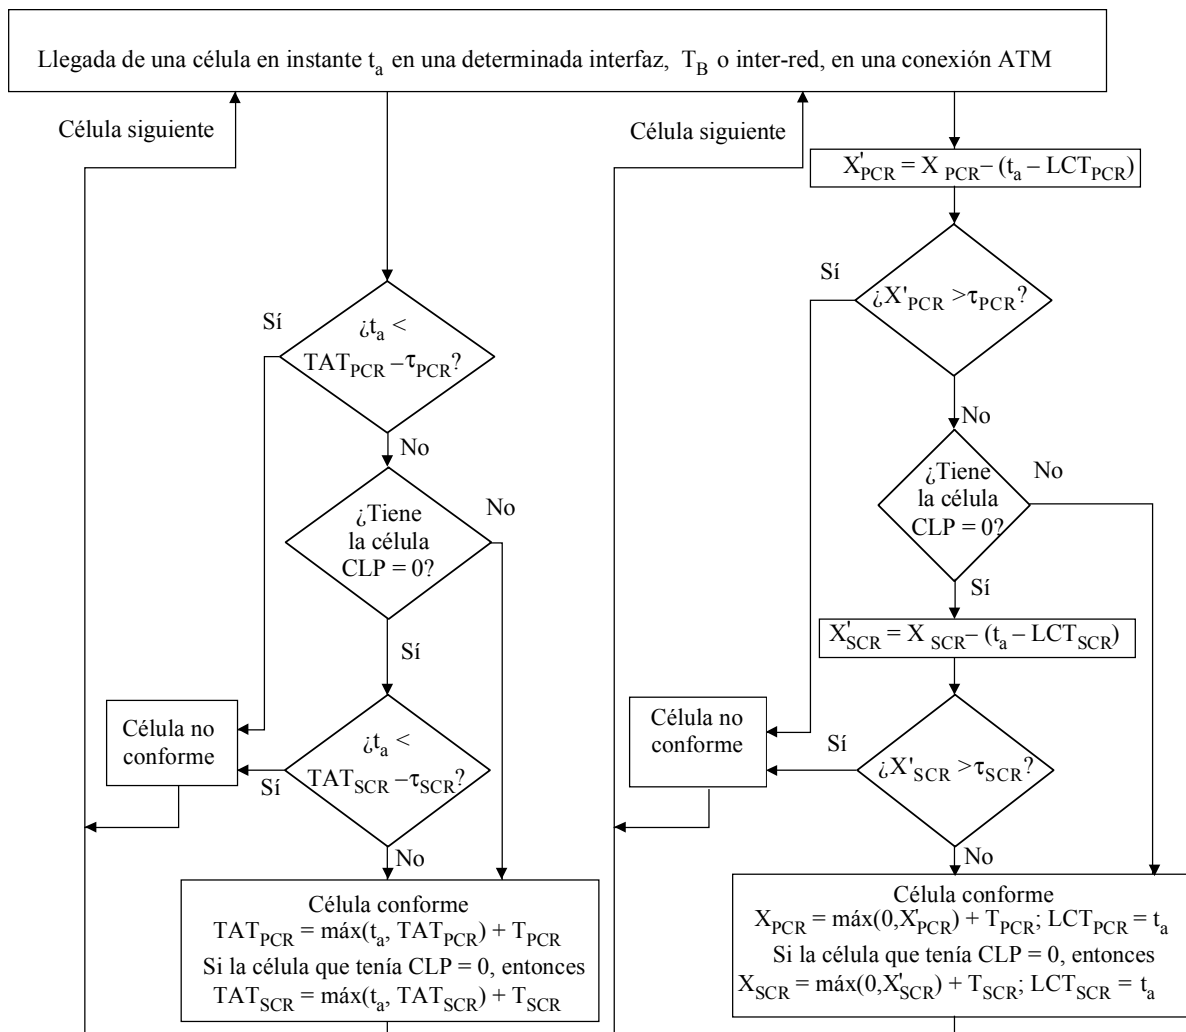 Llegada de una célula en instante t_a en una determinada interfaz, T_B o inter-red, en una conexión ATM
Célula siguiente
¿t_a <
TAT_PCR – τ_PCR?
Sí
No
¿Tiene
la célula
CLP = 0?
No
Sí
Célula no
conforme
¿t_a <
TAT_SCR – τ_SCR?
Sí
No
Célula conforme
TAT_PCR = máx(t_a, TAT_PCR) + T_PCR
Si la célula que tenía CLP = 0, entonces
TAT_SCR = máx(t_a, TAT_SCR) + T_SCR
Célula siguiente
X'_PCR = X_PCR – (t_a – LCT_PCR)
Sí
¿X'_PCR > τ_PCR?
No
¿Tiene
la célula
CLP = 0?
No
Sí
X'_SCR = X_SCR – (t_a – LCT_SCR)
Célula no
conforme
Sí
¿X'_SCR > τ_SCR?
No
Célula conforme
X_PCR = máx(0,X'_PCR) + T_PCR; LCT_PCR = t_a
Si la célula que tenía CLP = 0, entonces
X_SCR = máx(0,X'_SCR) + T_SCR; LCT_SCR = t_a